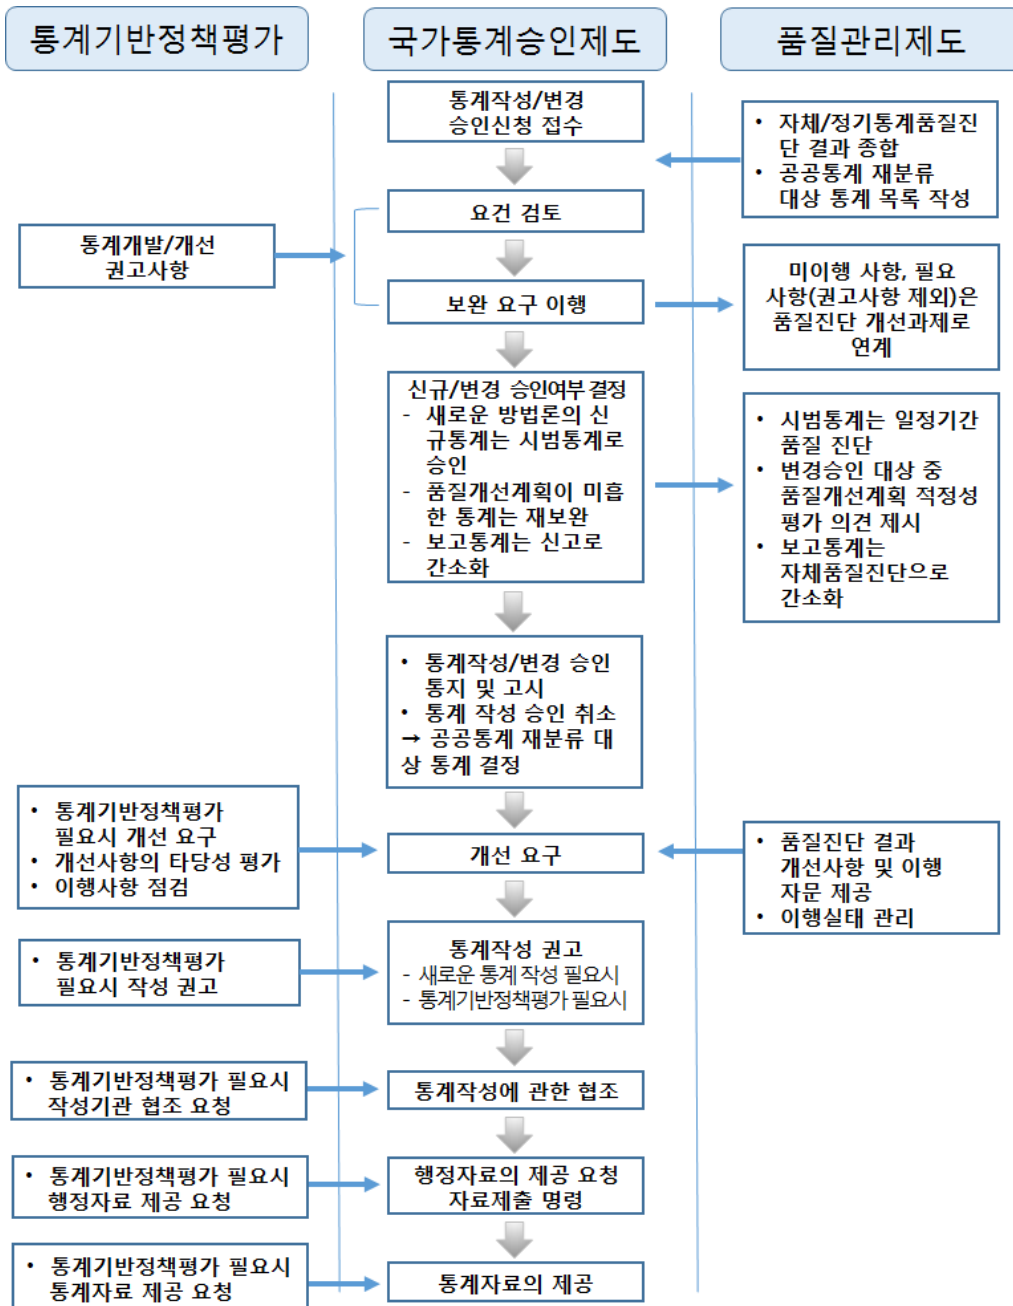 통계기반정책평가
국가통계승인제도
품질관리제도
통계작성/변경
승인신청 접수
• 자체/정기통계품질진
단 결과 종합
• 공공통계 재분류
대상 통계 목록 작성
요건 검토
통계개발/개선
권고사항
보완 요구 이행
미이행 사항, 필요
사항(권고사항 제외)은
품질진단 개선과제로
연계
신규/변경 승인여부 결정
- 새로운 방법론의 신
규통계는 시범통계로
승인
- 품질개선계획이 미흡
한 통계는 재보완
- 보고통계는 신고로
간소화
• 시범통계는 일정기간
품질 진단
• 변경승인 대상 중
품질개선계획 적정성
평가 의견 제시
• 보고통계는
자체품질진단으로
간소화
• 통계작성/변경 승인
통지 및 고시
• 통계 작성 승인 취소
→ 공공통계 재분류 대
상 통계 결정
• 통계기반정책평가
필요시 개선 요구
• 개선사항의 타당성 평가
• 이행사항 점검
개선 요구
• 품질진단 결과
개선사항 및 이행
자문 제공
• 이행실태 관리
• 통계기반정책평가
필요시 작성 권고
통계작성 권고
- 새로운 통계 작성 필요시
- 통계기반정책평가 필요시
• 통계기반정책평가 필요시
작성기관 협조 요청
통계작성에 관한 협조
• 통계기반정책평가 필요시
행정자료 제공 요청
행정자료의 제공 요청
자료제출 명령
• 통계기반정책평가 필요시
통계자료 제공 요청
통계자료의 제공